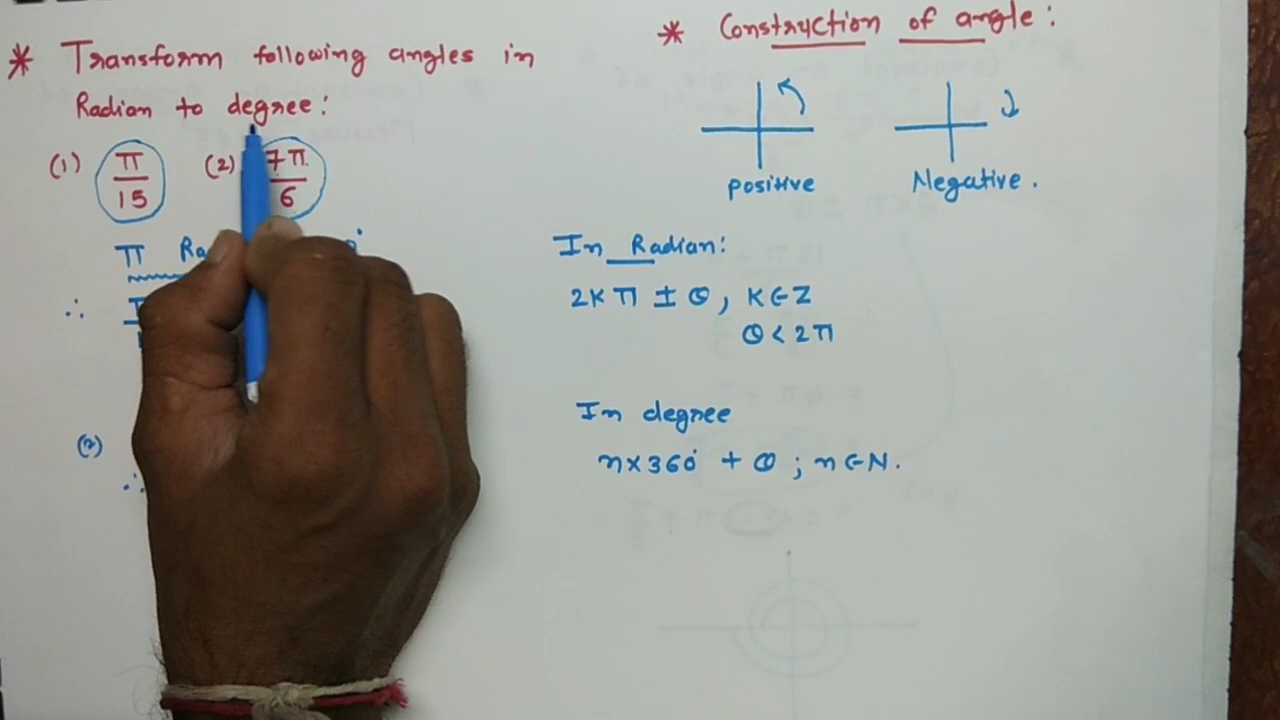 * Transform following angles in
Radian to degree:
(1) π/15 (2) 7π/6
π
∴
(2)
∴
* Construction of angle:
positive Negative.
In Radian:
2Kπ ± θ, K∈Z
θ < 2π
In degree
n×360° + θ ; n∈N.